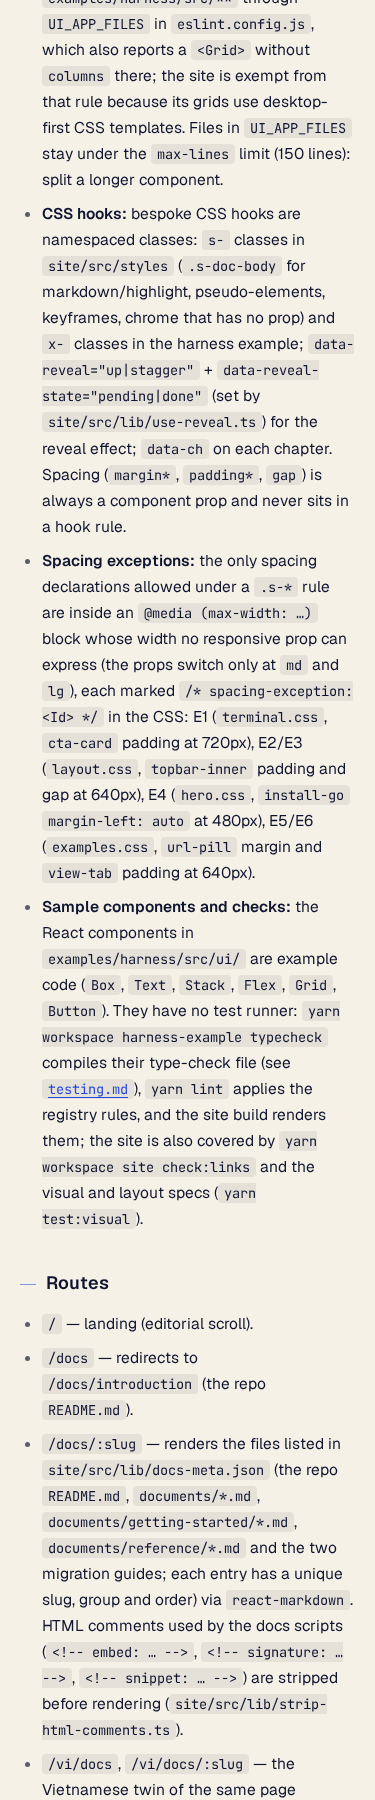 UI_APP_FILES in eslint.config.js,
which also reports a <Grid> without
columns there; the site is exempt from
that rule because its grids use desktop-
first CSS templates. Files in UI_APP_FILES
stay under the max-lines limit (150 lines):
split a longer component.
• CSS hooks: bespoke CSS hooks are
namespaced classes: s- classes in
site/src/styles (.s-doc-body for
markdown/highlight, pseudo-elements,
keyframes, chrome that has no prop) and
x- classes in the harness example; data-
reveal="up|stagger" + data-reveal-
state="pending|done" (set by
site/src/lib/use-reveal.ts) for the
reveal effect; data-ch on each chapter.
Spacing (margin*, padding*, gap) is
always a component prop and never sits in
a hook rule.
• Spacing exceptions: the only spacing
declarations allowed under a .s-* rule
are inside an @media (max-width: …)
block whose width no responsive prop can
express (the props switch only at md and
lg), each marked /* spacing-exception:
<Id> */ in the CSS: E1 (terminal.css,
cta-card padding at 720px), E2/E3
(layout.css, topbar-inner padding and
gap at 640px), E4 (hero.css, install-go
margin-left: auto at 480px), E5/E6
(examples.css, url-pill margin and
view-tab padding at 640px).
• Sample components and checks: the
React components in
examples/harness/src/ui/ are example
code (Box, Text, Stack, Flex, Grid,
Button). They have no test runner: yarn
workspace harness-example typecheck
compiles their type-check file (see
testing.md), yarn lint applies the
registry rules, and the site build renders
them; the site is also covered by yarn
workspace site check:links and the
visual and layout specs (yarn
test:visual).
— Routes
• / — landing (editorial scroll).
• /docs — redirects to
/docs/introduction (the repo
README.md).
• /docs/:slug — renders the files listed in
site/src/lib/docs-meta.json (the repo
README.md, documents/*.md,
documents/getting-started/*.md,
documents/reference/*.md and the two
migration guides; each entry has a unique
slug, group and order) via react-markdown.
HTML comments used by the docs scripts
(<!-- embed: … -->, <!-- signature: …
-->, <!-- snippet: … -->) are stripped
before rendering (site/src/lib/strip-
html-comments.ts).
• /vi/docs, /vi/docs/:slug — the
Vietnamese twin of the same page